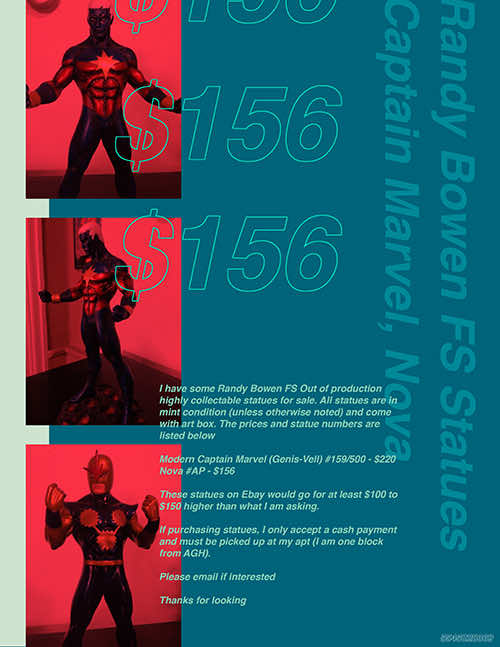 $156
$156
$156
Randy Bowen FS Statues
Captain Marvel, Nova
I have some Randy Bowen FS Out of production
highly collectable statues for sale. All statues are in
mint condition (unless otherwise noted) and come
with art box. The prices and statue numbers are
listed below
Modern Captain Marvel (Genis-Vell) #159/500 - $220
Nova #AP - $156
These statues on Ebay would go for at least $100 to
$150 higher than what I am asking.
If purchasing statues, I only accept a cash payment
and must be picked up at my apt (I am one block
from AGH).
Please email if interested
Thanks for looking